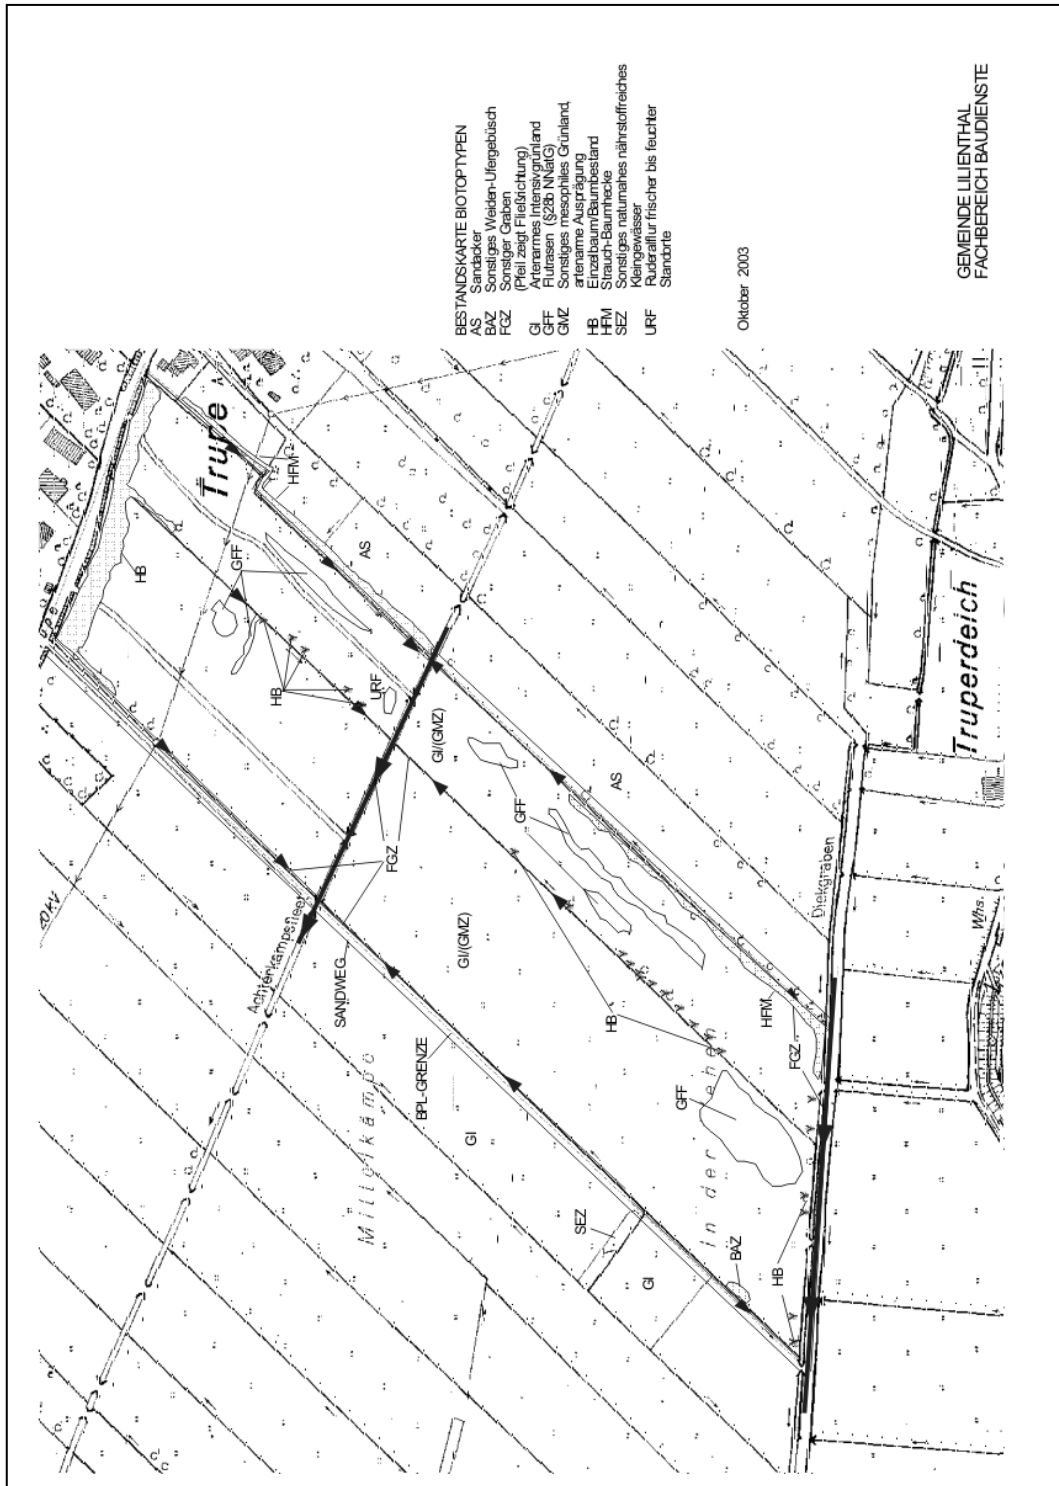 BESTANDSKARTE BIOTOPTYPEN
AS Sandacker
BAZ Sonstiges Weiden-Ufergebüsch
FGZ Sonstiger Graben
(Pfeil zeigt Fließrichtung)
GI Artenarmes Intensivgrünland
GFF Flutrasen (§28b NNatG)
GMZ Sonstiges mesophiles Grünland,
artenarme Ausprägung
HB Einzelbaum/Baumbestand
HFM Strauch-Baumhecke
SEZ Sonstiges naturnahes nährstoffreiches
Kleingewässer
URF Ruderalflur frischer bis feuchter
Standorte
Oktober 2003
GEMEINDE LILIENTHAL
FACHBEREICH BAUDIENSTE
Trupe
HFM
HB
GFF
AS
HB
URF
GI/(GMZ)
FGZ
GFF
AS
Truperdeich
Achterkampsfleet
SANDWEG
GI/(GMZ)
Diekgraben
Whs.
BPL-GRENZE
HB
HFM
FGZ
GI
GFF
In der
SEZ
BAZ
GI
HB